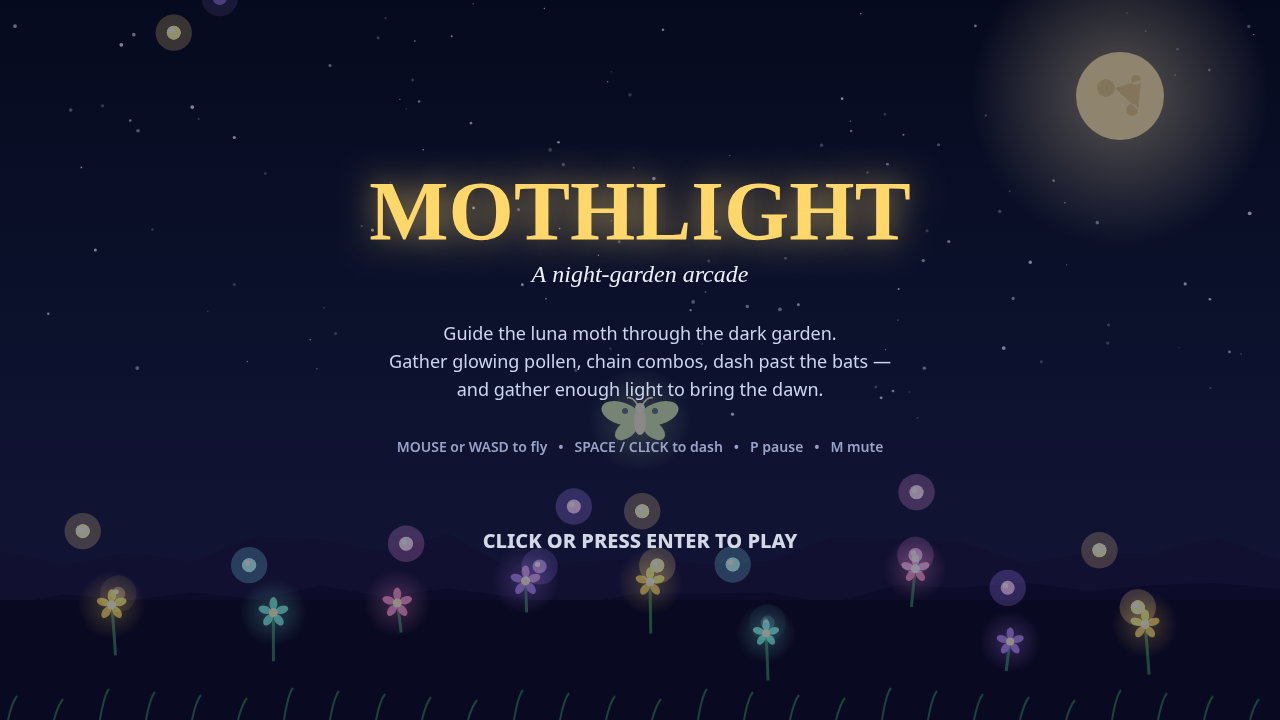 MOTHLIGHT
A night-garden arcade
Guide the luna moth through the dark garden.
Gather glowing pollen, chain combos, dash past the bats —
and gather enough light to bring the dawn.
MOUSE or WASD to fly • SPACE / CLICK to dash • P pause • M mute
CLICK OR PRESS ENTER TO PLAY